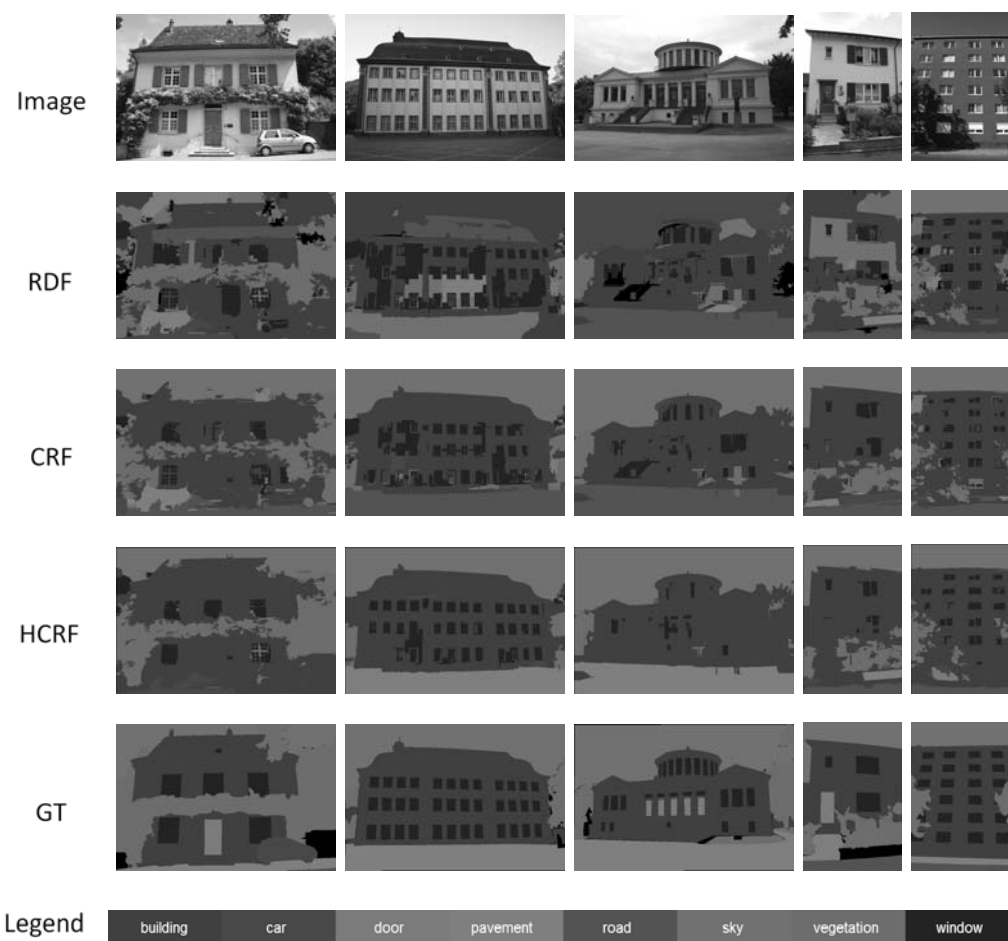 Image
RDF
CRF
HCRF
GT
Legend building car door pavement road sky vegetation window